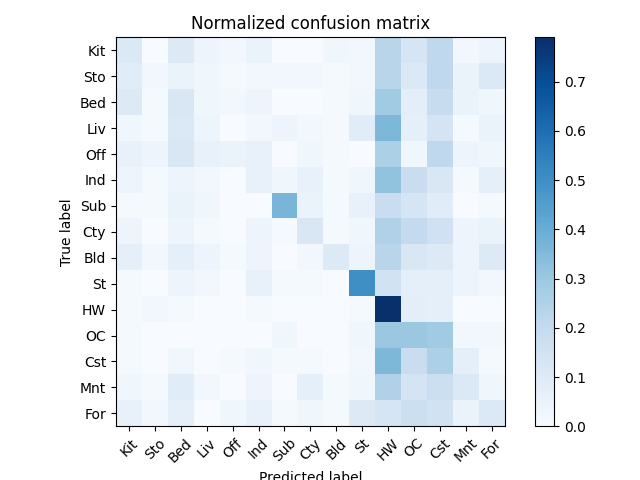 Normalized confusion matrix
True label
Kit
Sto
Bed
Liv
Off
Ind
Sub
Cty
Bld
St
HW
OC
Cst
Mnt
For
Kit Sto Bed Liv Off Ind Sub Cty Bld St HW OC Cst Mnt For
Predicted label
0.7
0.6
0.5
0.4
0.3
0.2
0.1
0.0